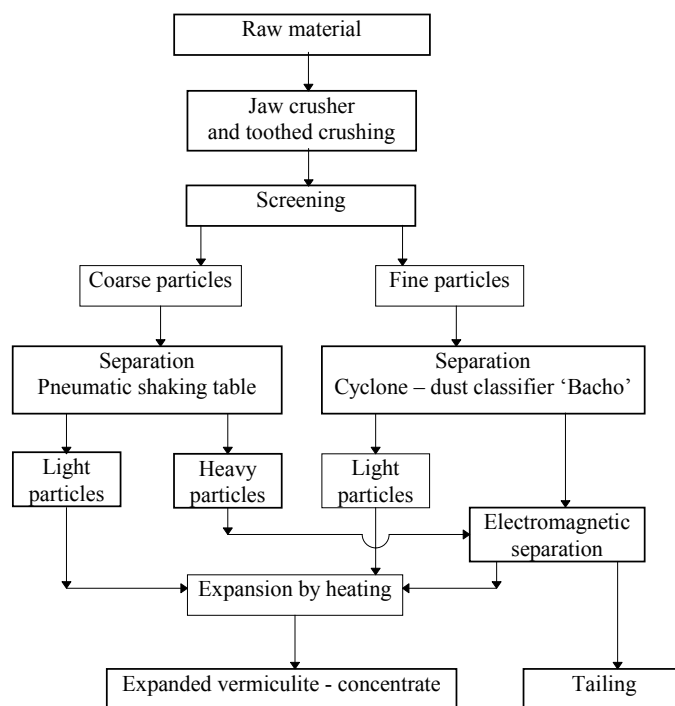 Raw material
Jaw crusher
and toothed crushing
Screening
Coarse particles
Fine particles
Separation
Pneumatic shaking table
Separation
Cyclone – dust classifier ‘Bacho’
Light
particles
Heavy
particles
Light
particles
Electromagnetic
separation
Expansion by heating
Expanded vermiculite - concentrate
Tailing